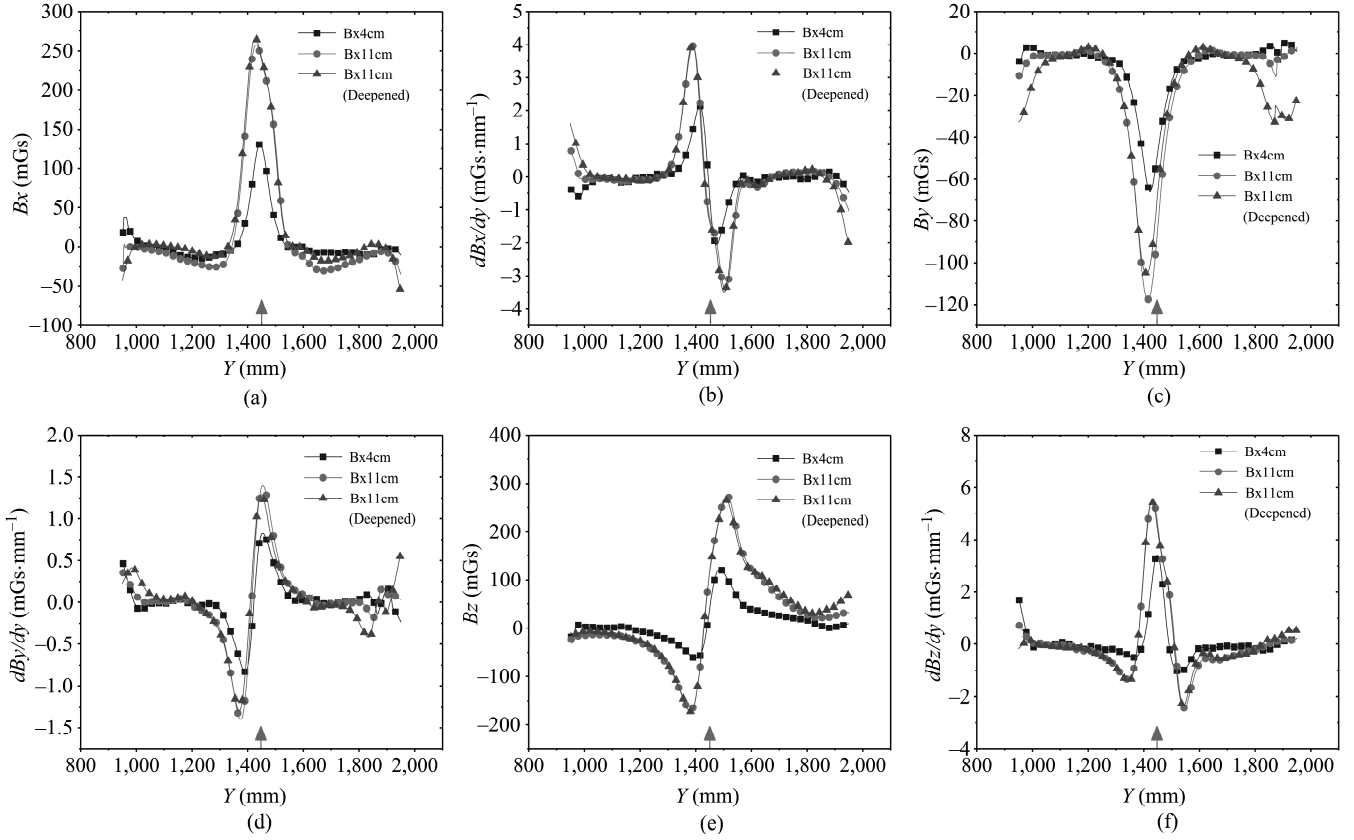 300
250
200
150
100
50
0
−50
−100
Bx (mGs)
Bx4cm
Bx11cm
Bx11cm
(Deepened)
800 1,000 1,200 1,400 1,600 1,800 2,000
Y (mm)
(a)
5
4
3
2
1
0
−1
−2
−3
−4
dBx/dy (mGs·mm−1)
Bx4cm
Bx11cm
Bx11cm
(Deepened)
800 1,000 1,200 1,400 1,600 1,800 2,000
Y (mm)
(b)
20
0
−20
−40
−60
−80
−100
−120
By (mGs)
Bx4cm
Bx11cm
Bx11cm
(Deepened)
800 1,000 1,200 1,400 1,600 1,800 2,000
Y (mm)
(c)
2.0
1.5
1.0
0.5
0.0
−0.5
−1.0
−1.5
dBy/dy (mGs·mm−1)
Bx4cm
Bx11cm
Bx11cm
(Deepened)
800 1,000 1,200 1,400 1,600 1,800 2,000
Y (mm)
(d)
400
300
200
100
0
−100
−200
Bz (mGs)
Bx4cm
Bx11cm
Bx11cm
(Deepened)
800 1,000 1,200 1,400 1,600 1,800 2,000
Y (mm)
(e)
8
6
4
2
0
−2
−4
dBz/dy (mGs·mm−1)
Bx4cm
Bx11cm
Bx11cm
(Deepened)
800 1,000 1,200 1,400 1,600 1,800 2,000
Y (mm)
(f)